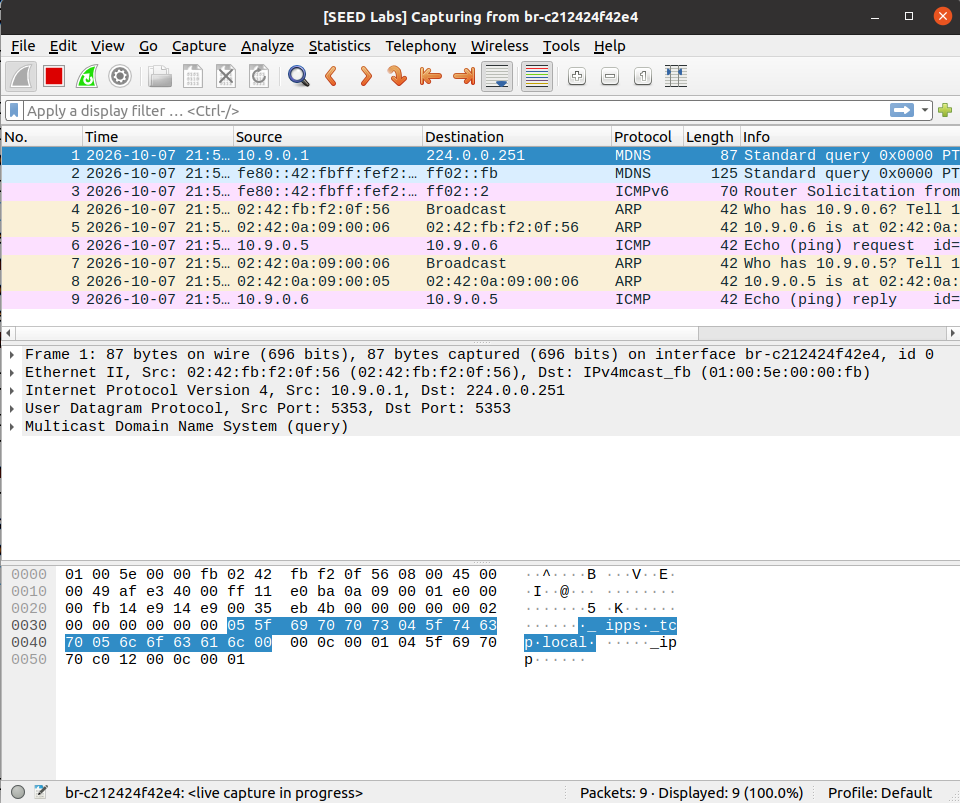 [SEED Labs] Capturing from br-c212424f42e4
File Edit View Go Capture Analyze Statistics Telephony Wireless Tools Help
Apply a display filter … <Ctrl-/>
No. Time Source Destination Protocol Length Info
1 2026-10-07 21:5… 10.9.0.1 224.0.0.251 MDNS 87 Standard query 0x0000 PT
2 2026-10-07 21:5… fe80::42:fbff:fef2:… ff02::fb MDNS 125 Standard query 0x0000 PT
3 2026-10-07 21:5… fe80::42:fbff:fef2:… ff02::2 ICMPv6 70 Router Solicitation from
4 2026-10-07 21:5… 02:42:fb:f2:0f:56 Broadcast ARP 42 Who has 10.9.0.6? Tell 1
5 2026-10-07 21:5… 02:42:0a:09:00:06 02:42:fb:f2:0f:56 ARP 42 10.9.0.6 is at 02:42:0a:
6 2026-10-07 21:5… 10.9.0.5 10.9.0.6 ICMP 42 Echo (ping) request id=
7 2026-10-07 21:5… 02:42:0a:09:00:06 Broadcast ARP 42 Who has 10.9.0.5? Tell 1
8 2026-10-07 21:5… 02:42:0a:09:00:05 02:42:0a:09:00:06 ARP 42 10.9.0.5 is at 02:42:0a:
9 2026-10-07 21:5… 10.9.0.6 10.9.0.5 ICMP 42 Echo (ping) reply id=
Frame 1: 87 bytes on wire (696 bits), 87 bytes captured (696 bits) on interface br-c212424f42e4, id 0
Ethernet II, Src: 02:42:fb:f2:0f:56 (02:42:fb:f2:0f:56), Dst: IPv4mcast_fb (01:00:5e:00:00:fb)
Internet Protocol Version 4, Src: 10.9.0.1, Dst: 224.0.0.251
User Datagram Protocol, Src Port: 5353, Dst Port: 5353
Multicast Domain Name System (query)
0000 01 00 5e 00 00 fb 02 42 fb f2 0f 56 08 00 45 00 ··^····B ···V··E·
0010 00 49 af e3 40 00 ff 11 e0 ba 0a 09 00 01 e0 00 ·I··@··· ········
0020 00 fb 14 e9 14 e9 00 35 eb 4b 00 00 00 00 00 02 ·······5 ·K······
0030 00 00 00 00 00 00 05 5f 69 70 70 73 04 5f 74 63 ·······_ ipps·_tc
0040 70 05 6c 6f 63 61 6c 00 00 0c 00 01 04 5f 69 70 p·local· ·····_ip
0050 70 c0 12 00 0c 00 01 p······
br-c212424f42e4: <live capture in progress> Packets: 9 · Displayed: 9 (100.0%) Profile: Default